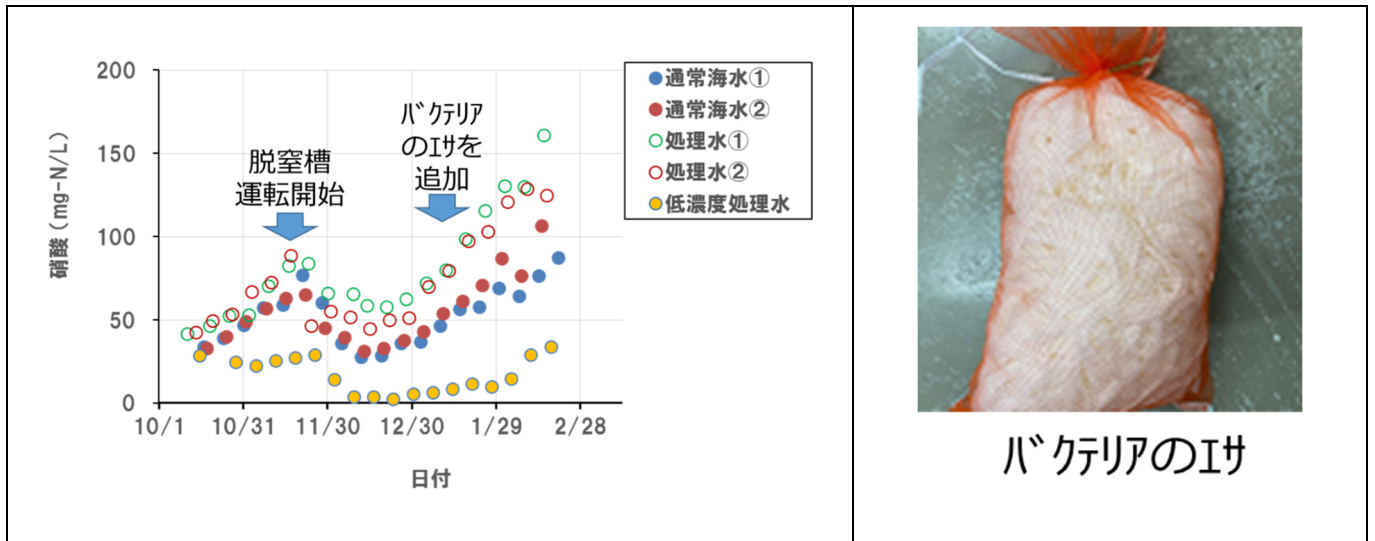 200
150
100
50
0
硝酸（mg-N/L）
脱窒槽
運転開始
ﾊﾞｸﾃﾘｱ
のｴｻを
追加
10/1 10/31 11/30 12/30 1/29 2/28
日付
通常海水①
通常海水②
処理水①
処理水②
低濃度処理水
ﾊﾞｸﾃﾘｱのｴｻ